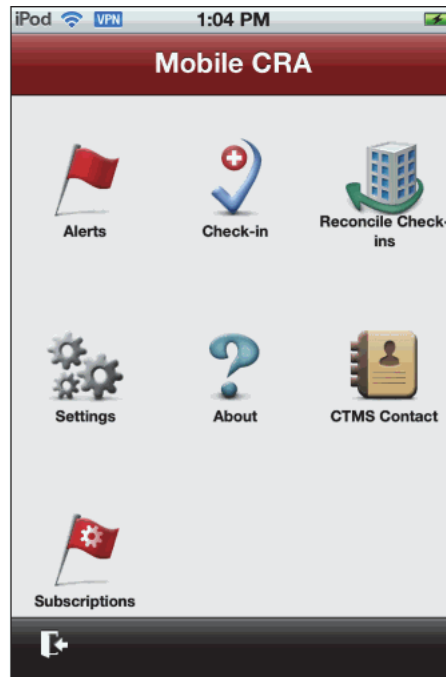 iPod VPN 1:04 PM
Mobile CRA
Alerts
Check-in
Reconcile Check-
ins
Settings
About
CTMS Contact
Subscriptions